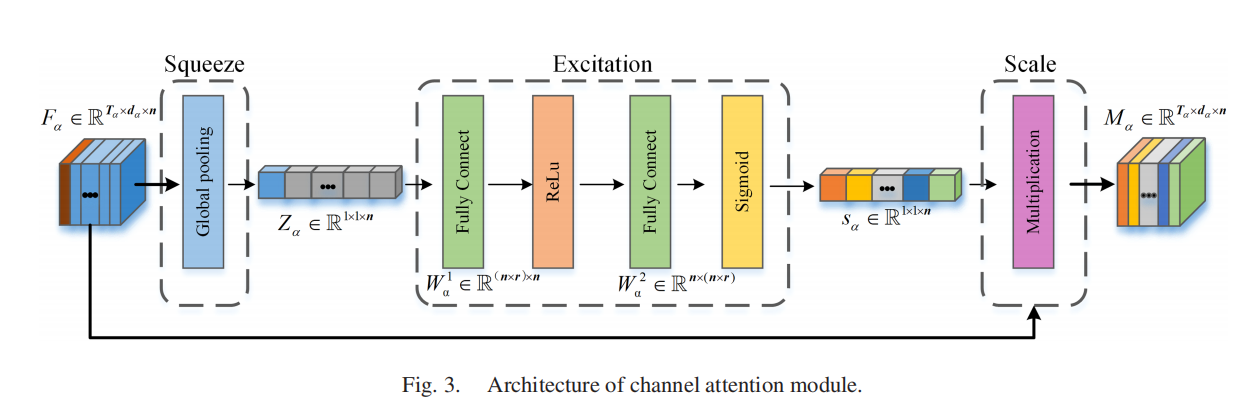 Squeeze
Excitation
Scale
F_α ∈ ℝ^{T_α×d_α×n}
Global pooling
Z_α ∈ ℝ^{1×1×n}
Fully Connect
ReLu
Fully Connect
Sigmoid
W_α^1 ∈ ℝ^{(n×r)×n}
W_α^2 ∈ ℝ^{n×(n×r)}
s_α ∈ ℝ^{1×1×n}
Multiplication
M_α ∈ ℝ^{T_α×d_α×n}
Fig. 3. Architecture of channel attention module.